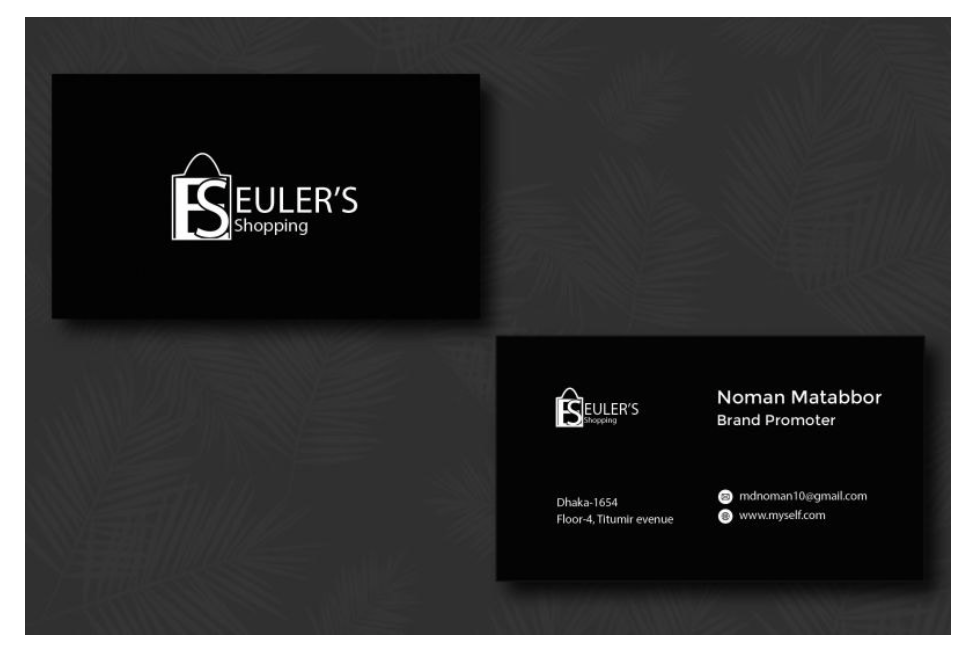 ES
EULER'S
Shopping
ES
EULER'S
Shopping
Noman Matabbor
Brand Promoter
Dhaka-1654
Floor-4, Titumir evenue
mdnoman10@gmail.com
www.myself.com